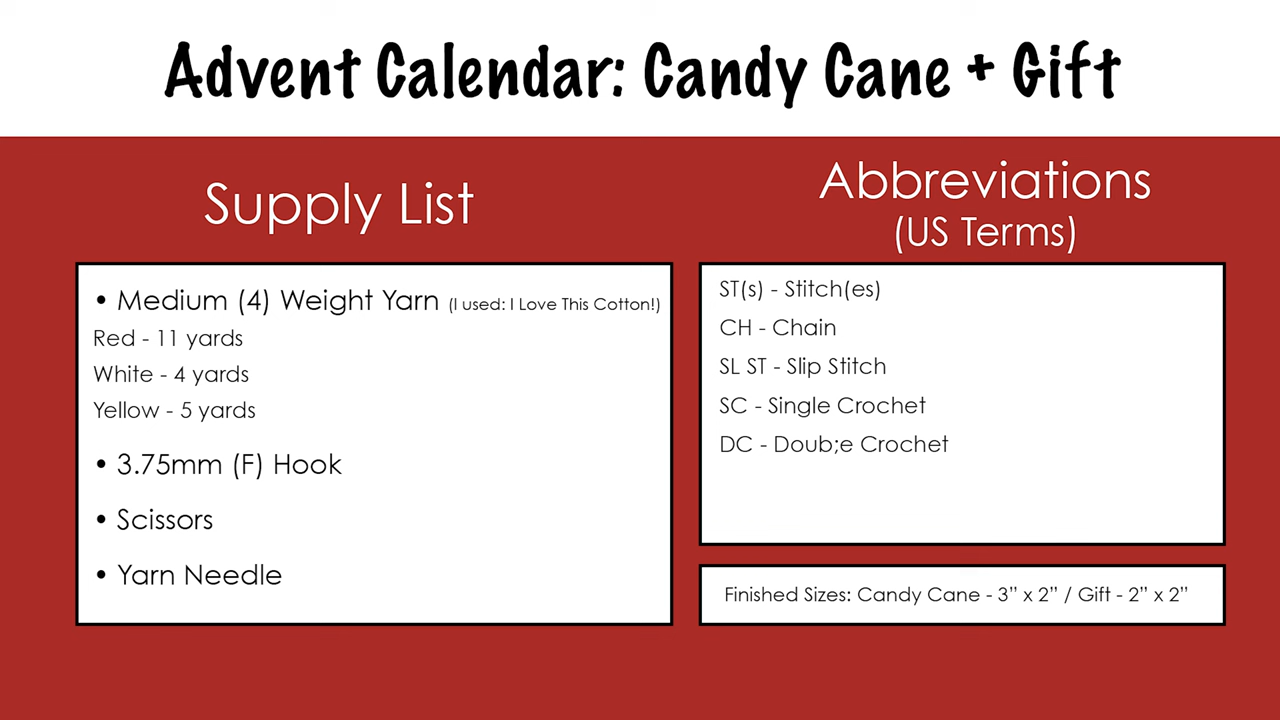 Advent Calendar: Candy Cane + Gift
Supply List
• Medium (4) Weight Yarn (I used: I Love This Cotton!)
Red - 11 yards
White - 4 yards
Yellow - 5 yards
• 3.75mm (F) Hook
• Scissors
• Yarn Needle
Abbreviations
(US Terms)
ST(s) - Stitch(es)
CH - Chain
SL ST - Slip Stitch
SC - Single Crochet
DC - Doub;e Crochet
Finished Sizes: Candy Cane - 3” x 2” / Gift - 2” x 2”